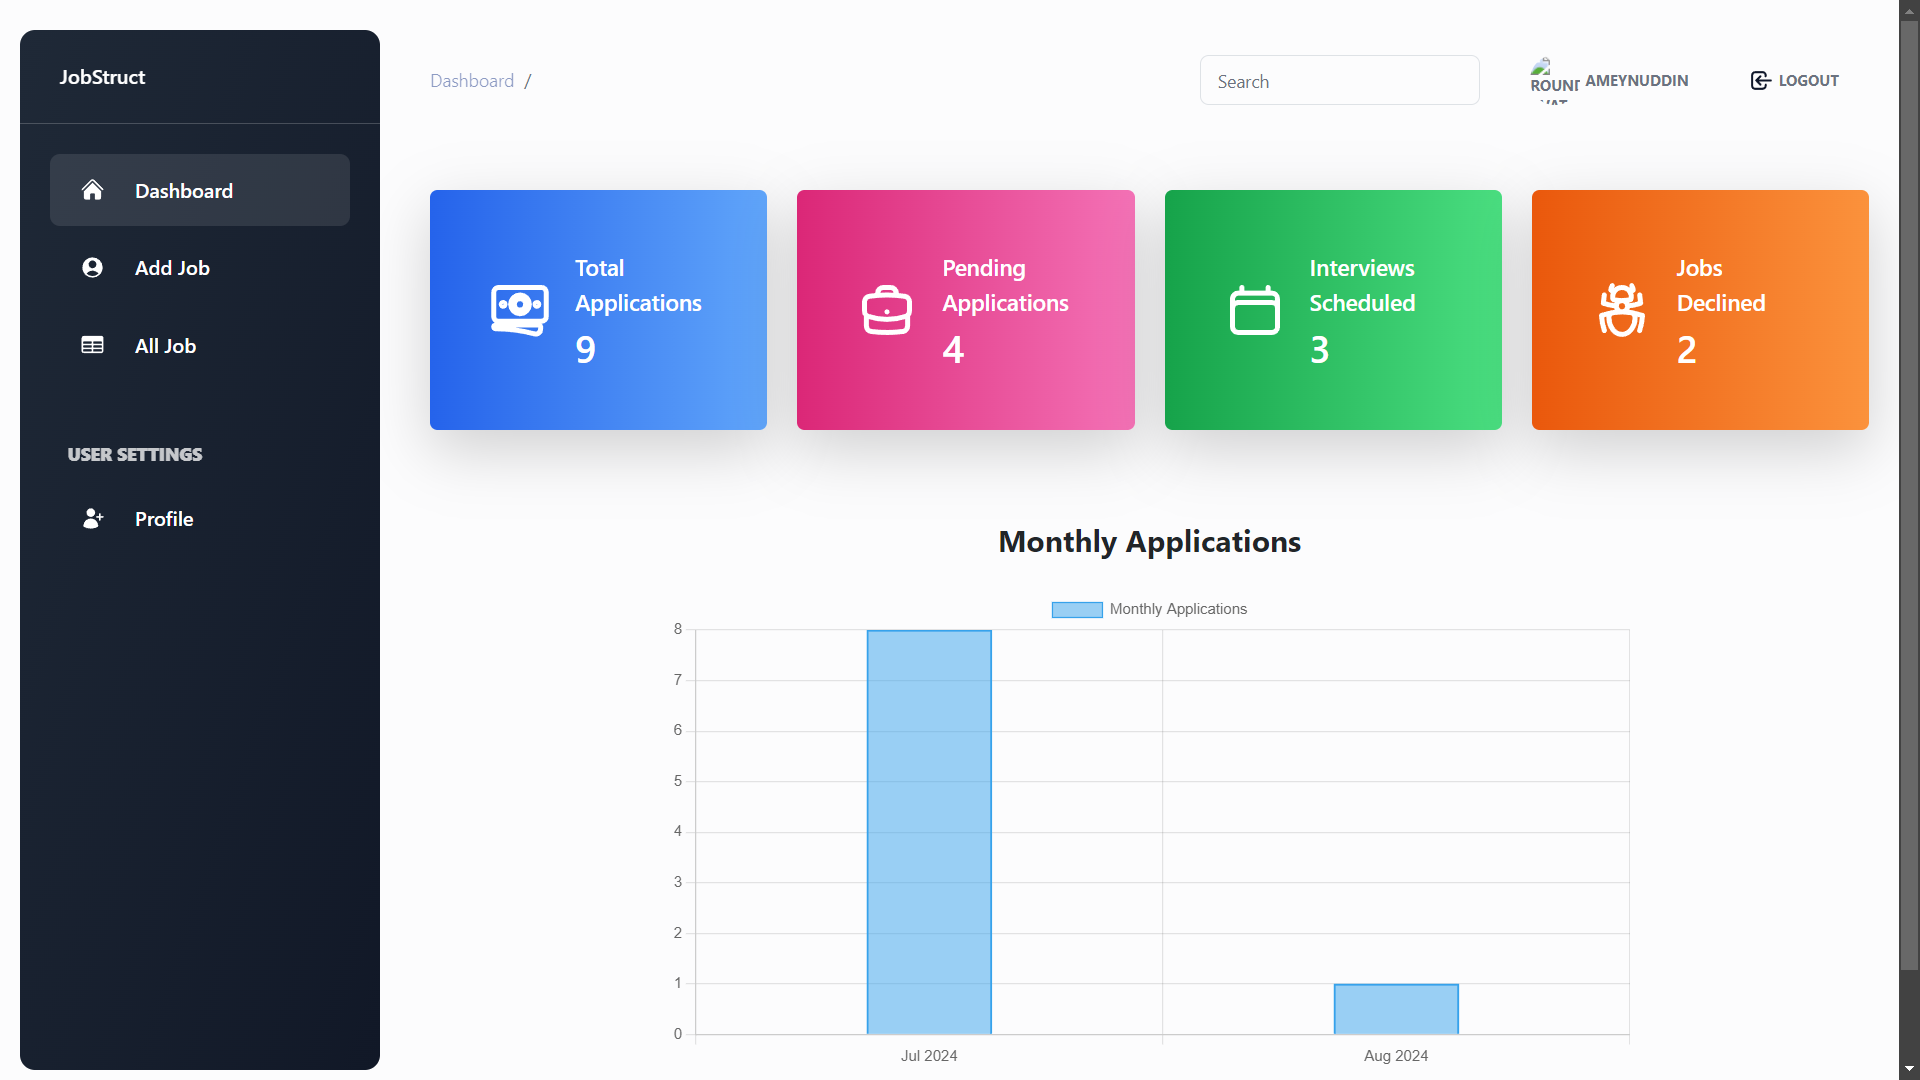 JobStruct
Dashboard
Add Job
All Job
USER SETTINGS
Profile
Dashboard /
Search
ROUND
AMEYNUDDIN
LOGOUT
Total
Applications
9
Pending
Applications
4
Interviews
Scheduled
3
Jobs
Declined
2
Monthly Applications
Monthly Applications
8
7
6
5
4
3
2
1
0
Jul 2024
Aug 2024